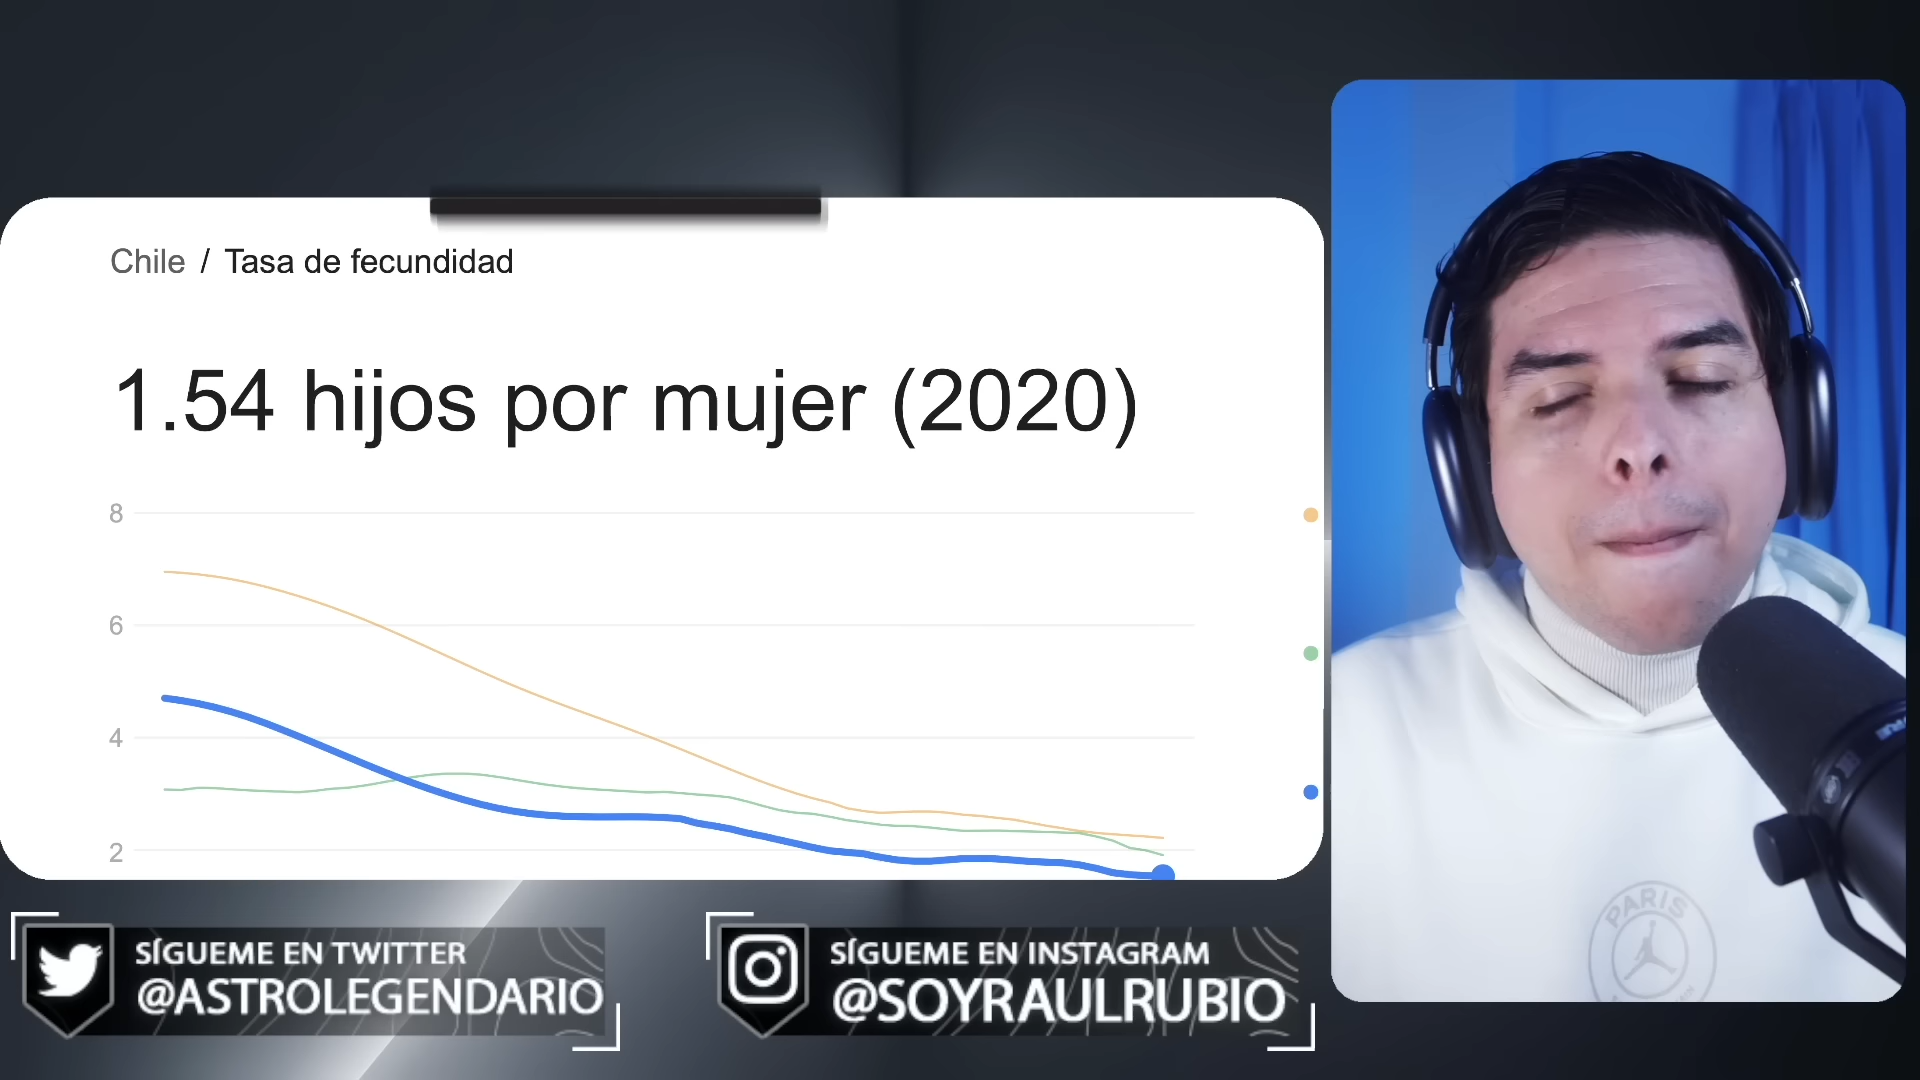 Chile / Tasa de fecundidad
1.54 hijos por mujer (2020)
8
6
4
2
SÍGUEME EN TWITTER
@ASTROLEGENDARIO
SÍGUEME EN INSTAGRAM
@SOYRAULRUBIO
PARIS